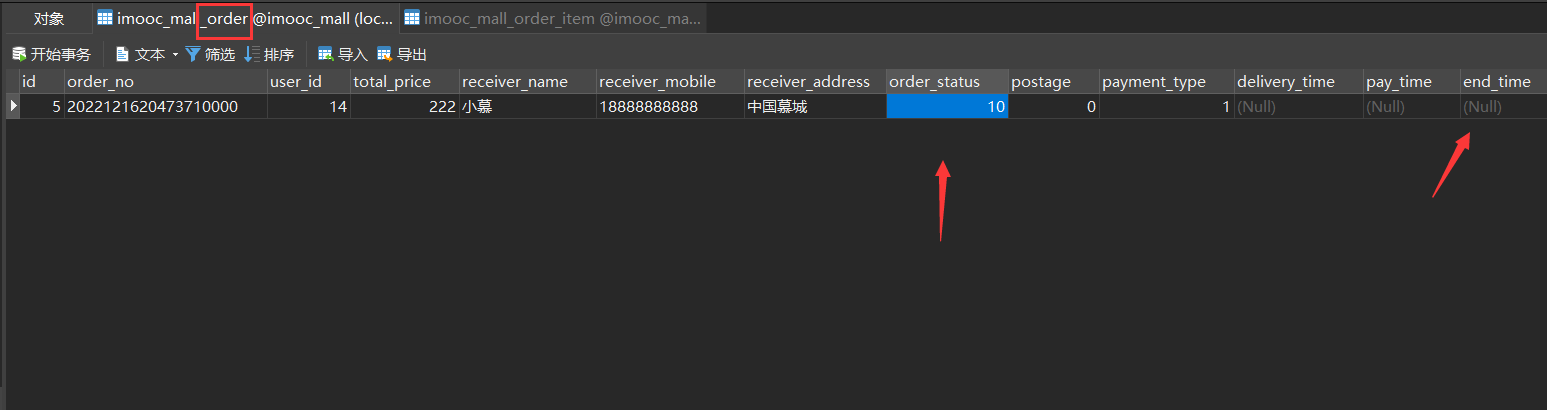 对象 imooc_mall_order @imooc_mall (loc... imooc_mall_order_item @imooc_ma...
开始事务 文本 筛选 排序 导入 导出
id order_no user_id total_price receiver_name receiver_mobile receiver_address order_status postage payment_type delivery_time pay_time end_time
5 2022121620473710000 14 222 小慕 18888888888 中国慕城 10 0 1 (Null) (Null) (Null)